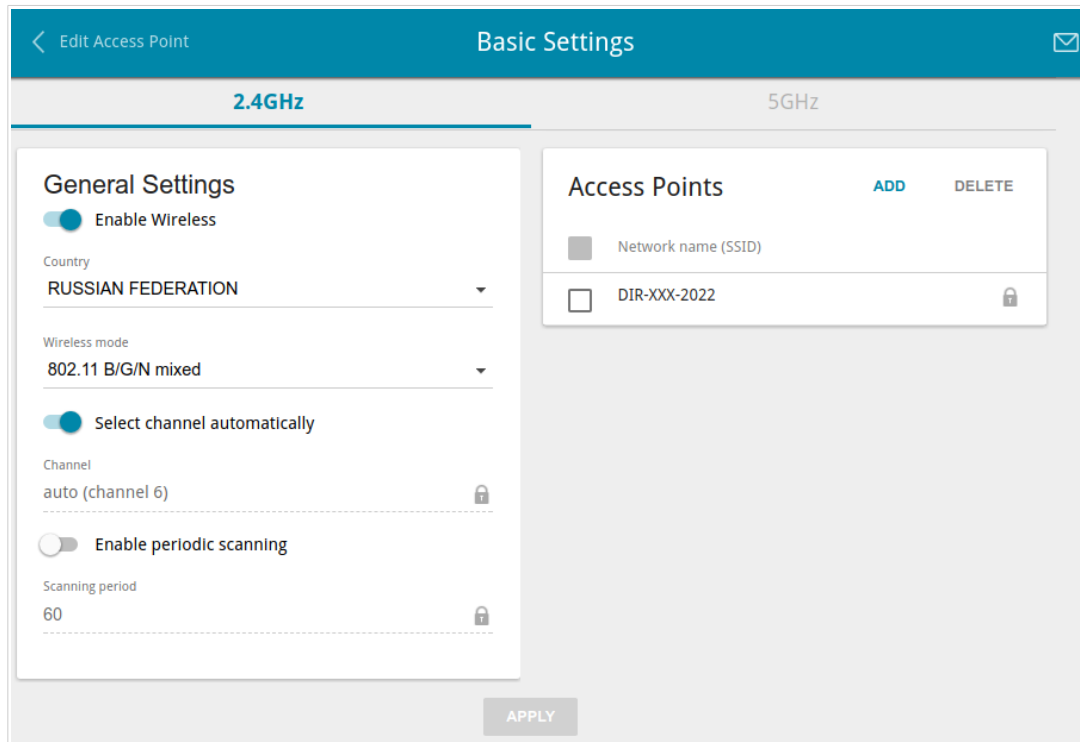 Edit Access Point
Basic Settings
2.4GHz
5GHz
General Settings
Enable Wireless
Country
RUSSIAN FEDERATION
Wireless mode
802.11 B/G/N mixed
Select channel automatically
Channel
auto (channel 6)
Enable periodic scanning
Scanning period
60
Access Points
ADD
DELETE
Network name (SSID)
DIR-XXX-2022
APPLY